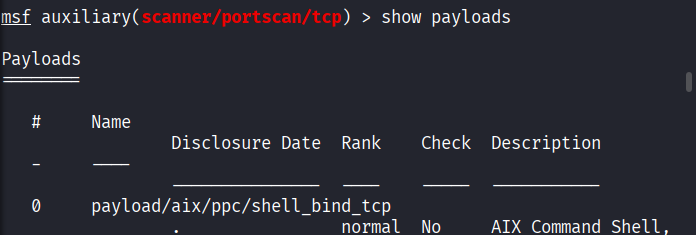 msf auxiliary(scanner/portscan/tcp) > show payloads
Payloads
========
# Name
Disclosure Date Rank Check Description
- ----
--------------- ---- ----- -----------
0 payload/aix/ppc/shell_bind_tcp
. normal No AIX Command Shell,